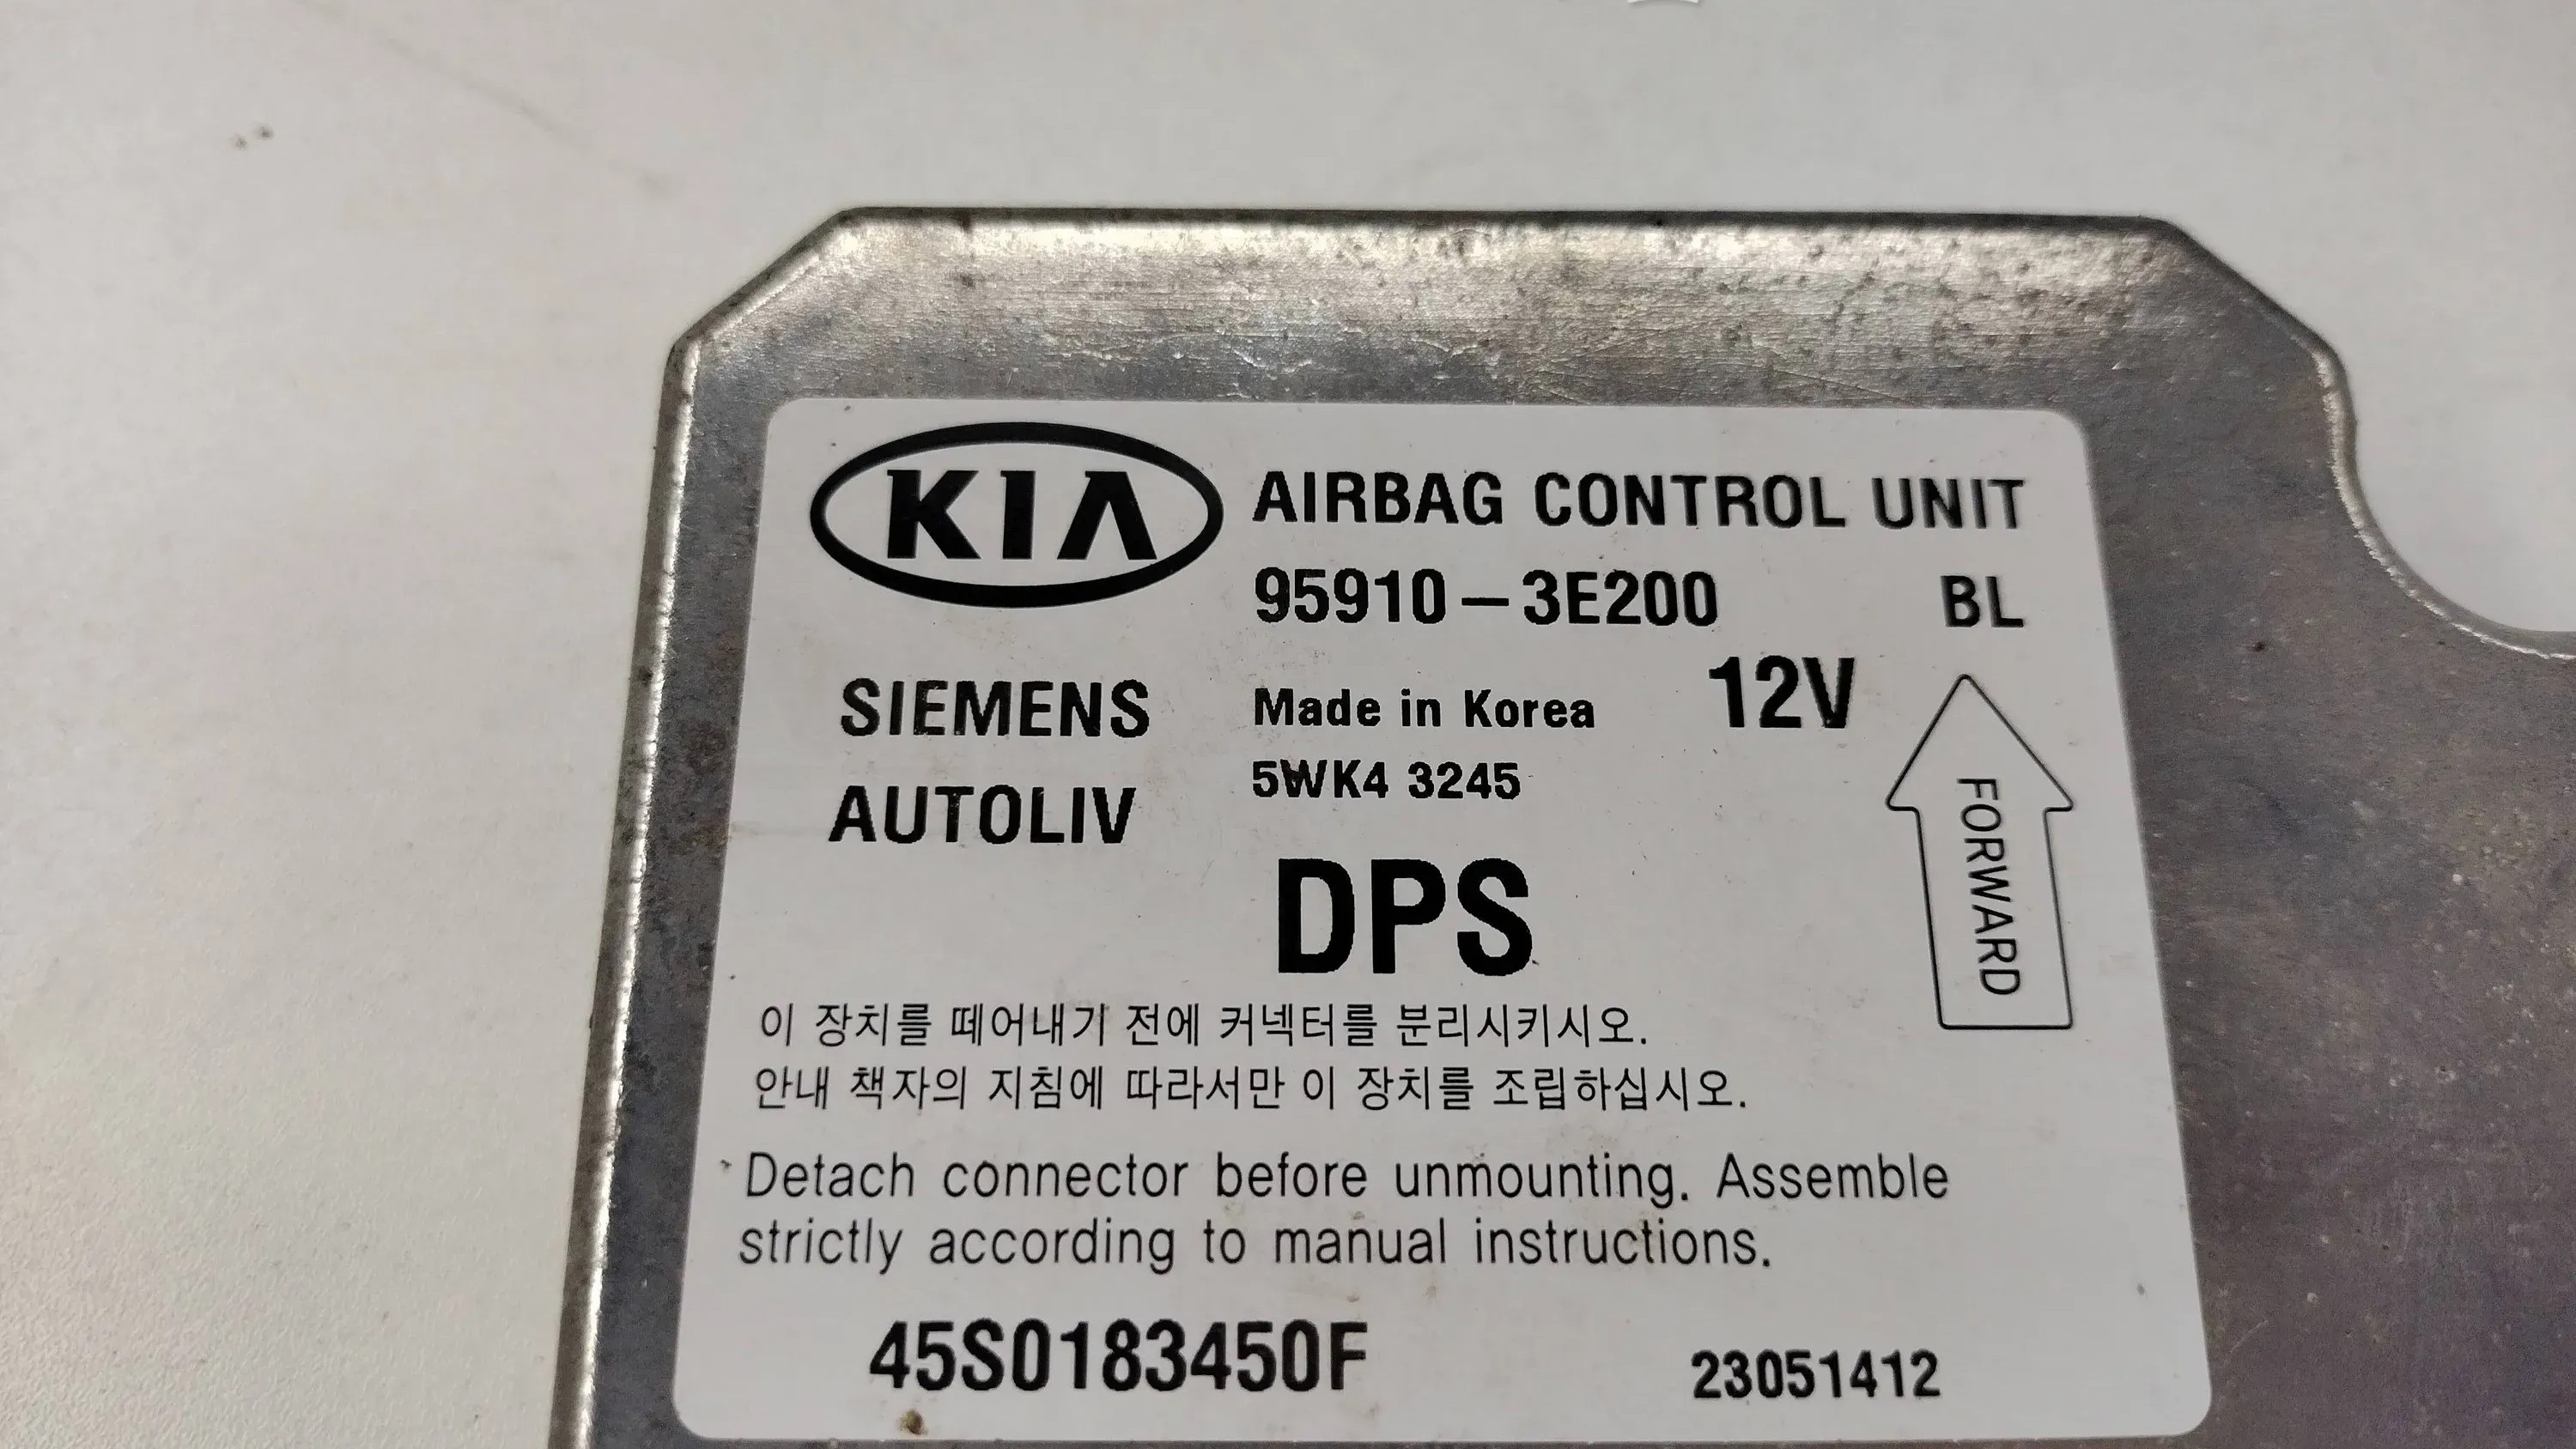 KIA AIRBAG CONTROL UNIT
95910-3E200 BL
SIEMENS Made in Korea 12V
AUTOLIV 5WK4 3245
FORWARD
DPS
이 장치를 떼어내기 전에 커넥터를 분리시키시오.
안내 책자의 지침에 따라서만 이 장치를 조립하십시오.
Detach connector before unmounting. Assemble
strictly according to manual instructions.
45S0183450F 23051412